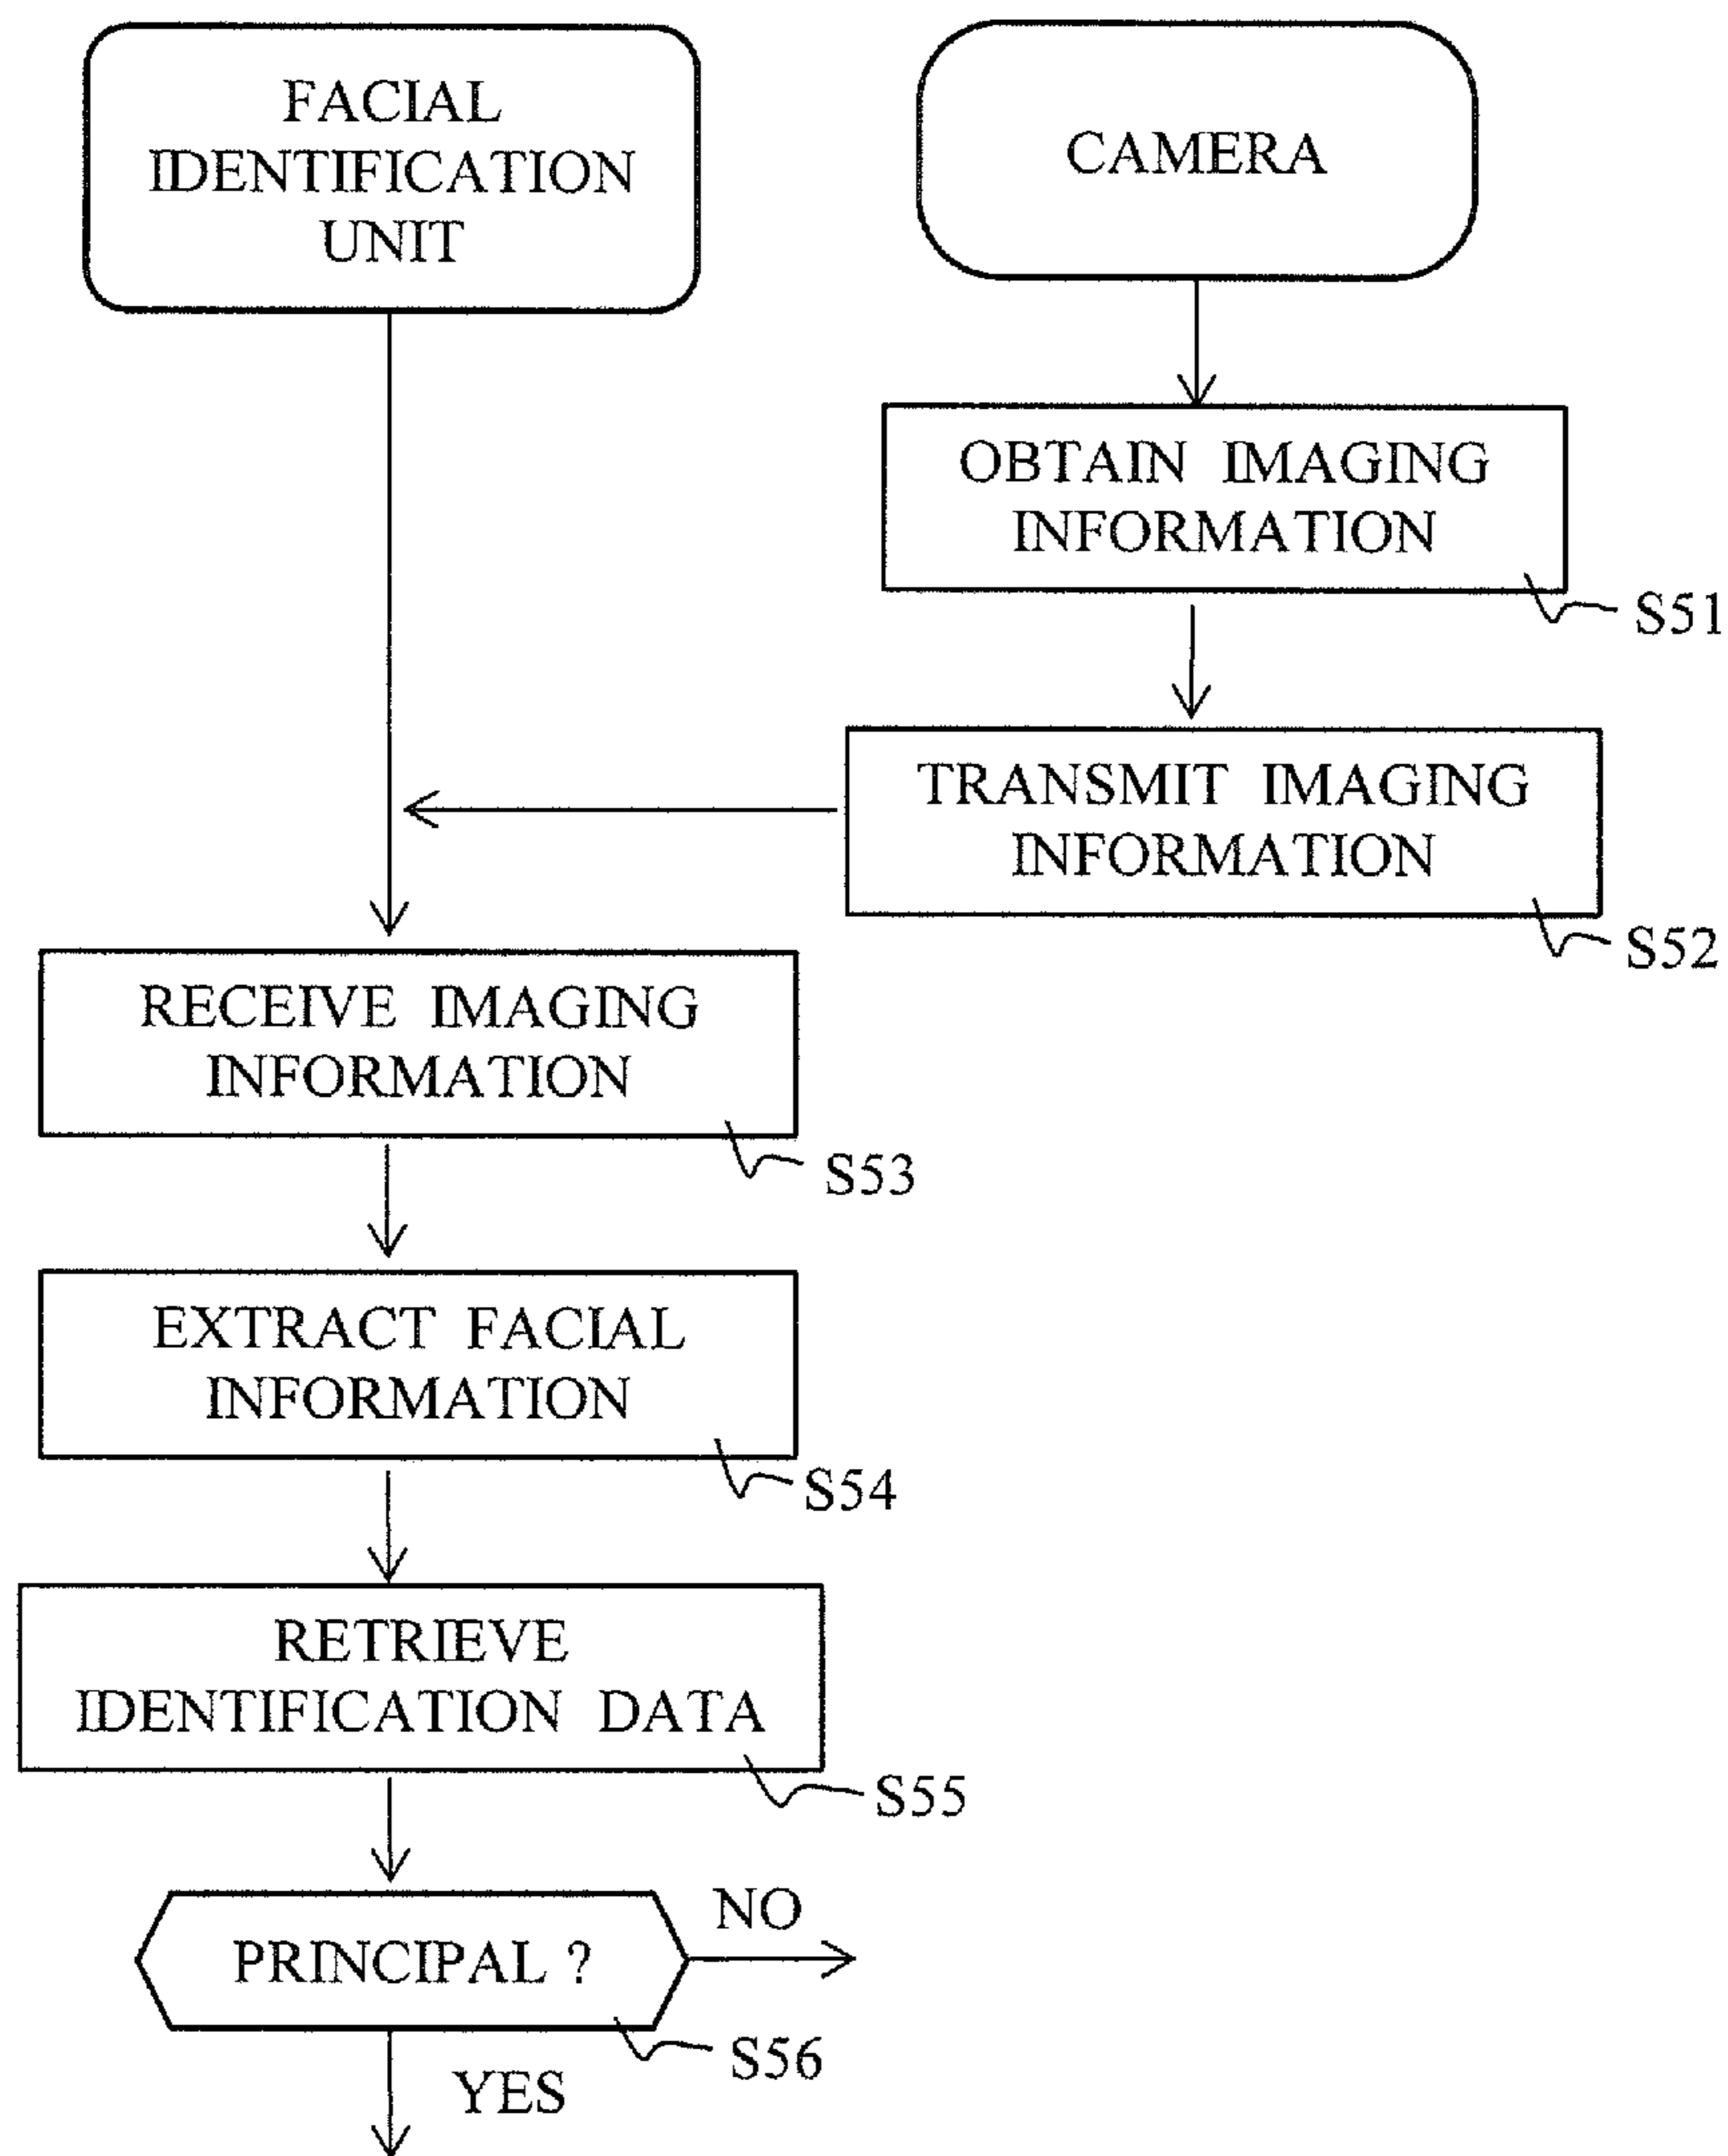 FACIAL
IDENTIFICATION
UNIT
CAMERA
OBTAIN IMAGING
INFORMATION
S51
TRANSMIT IMAGING
INFORMATION
S52
RECEIVE IMAGING
INFORMATION
S53
EXTRACT FACIAL
INFORMATION
S54
RETRIEVE
IDENTIFICATION DATA
S55
PRINCIPAL ?
NO
S56
YES